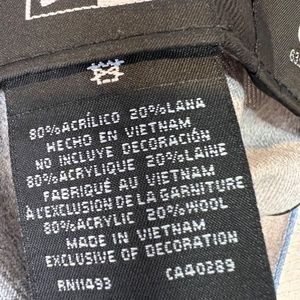 80%ACRÍLICO 20%LANA
HECHO EN VIETNAM
NO INCLUYE DECORACIÓN
80%ACRYLIQUE 20%LAINE
FABRIQUÉ AU VIETNAM
À L'EXCLUSION DE LA GARNITURE
80%ACRYLIC 20%WOOL
MADE IN VIETNAM
EXCLUSIVE OF DECORATION
RN11493 CA40289